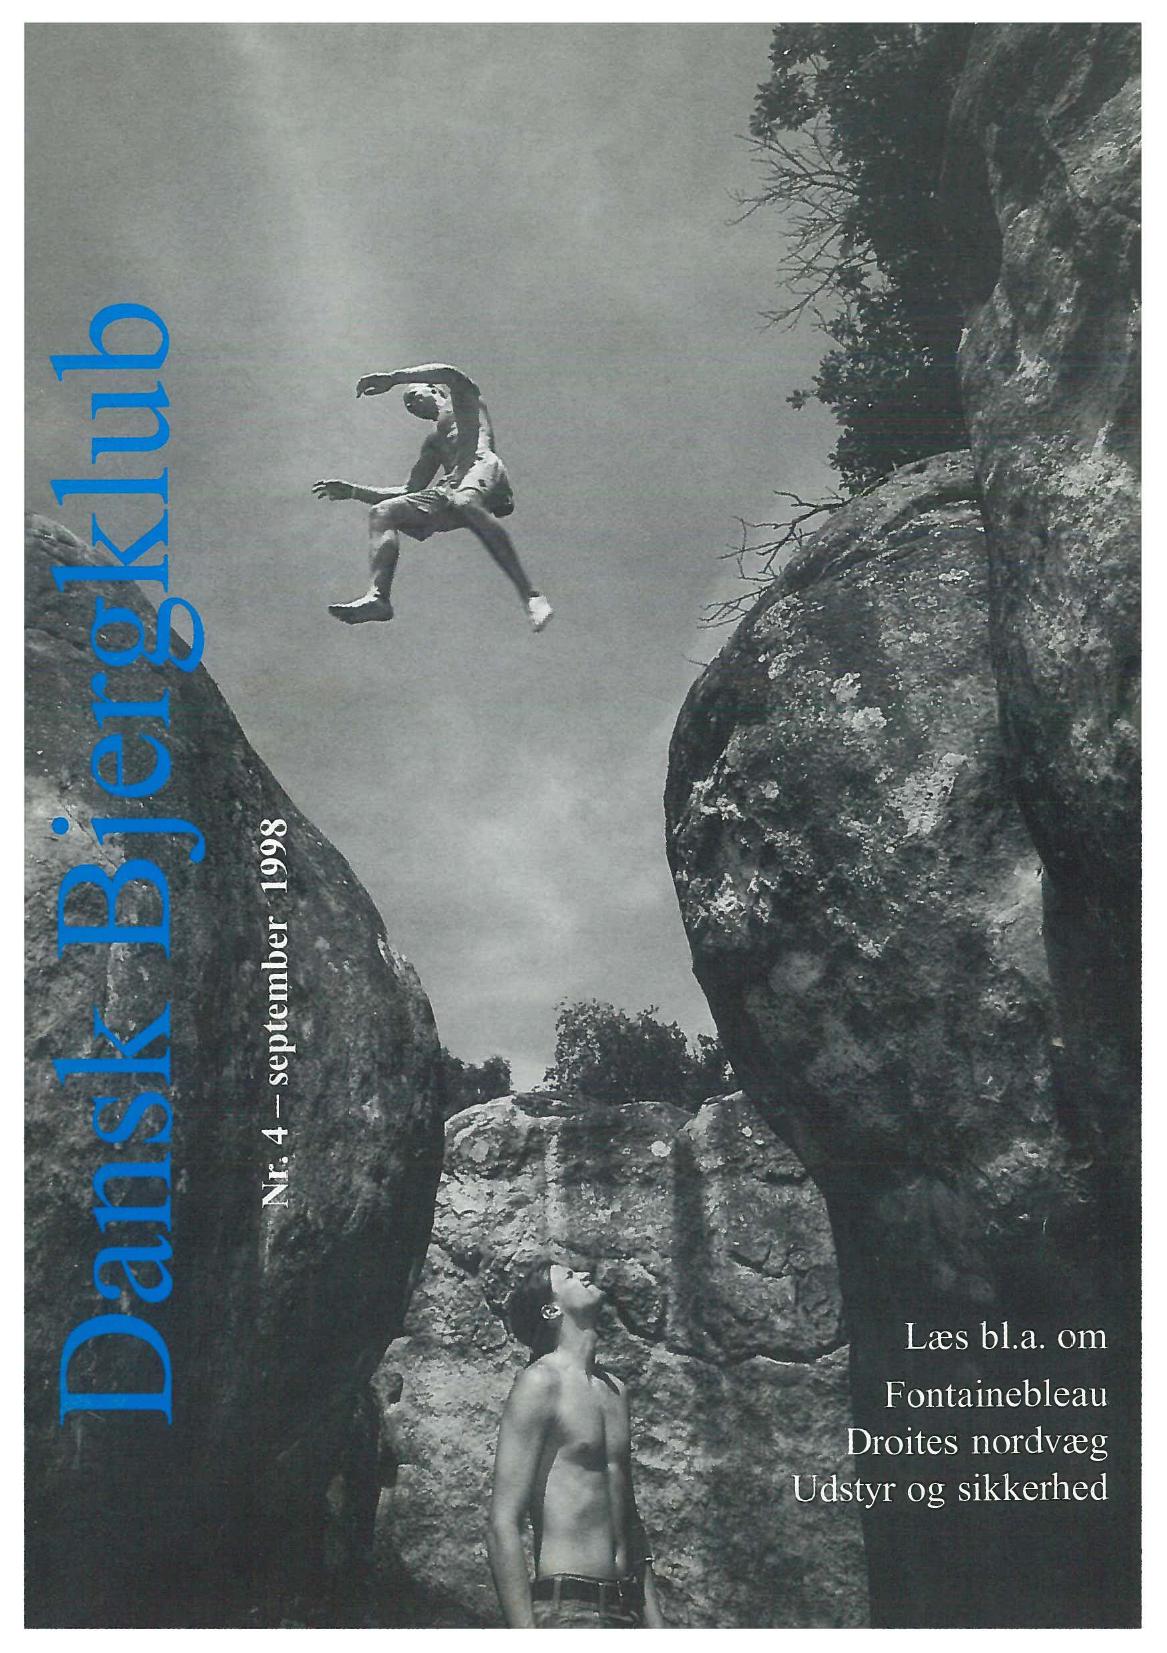 Dansk Bjergklub
Nr. 4 – september 1998
Læs bl.a. om
Fontainebleau
Droites nordvæg
Udstyr og sikkerhed